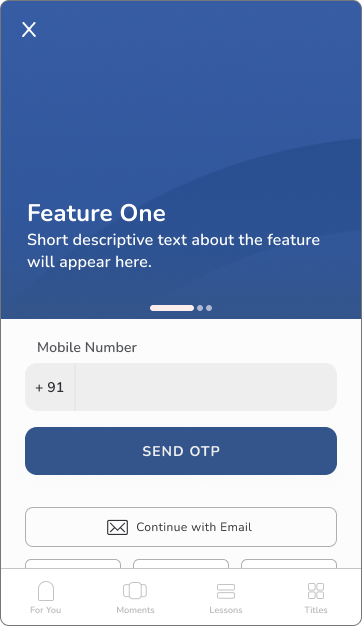 Feature One
Short descriptive text about the feature
will appear here.
Mobile Number
+ 91
SEND OTP
Continue with Email
For You
Moments
Lessons
Titles